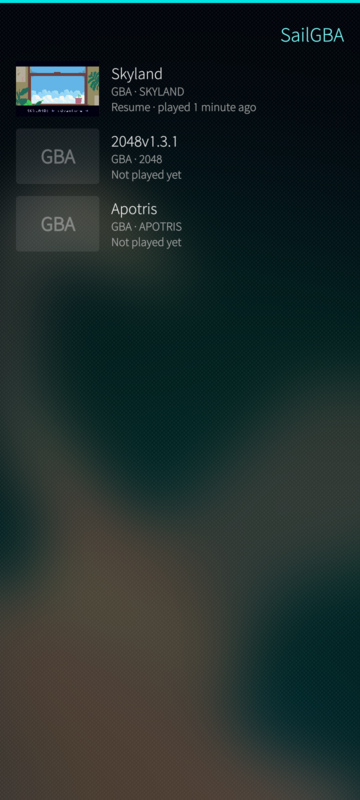 SailGBA
Skyland
GBA · SKYLAND
Resume · played 1 minute ago
GBA
2048v1.3.1
GBA · 2048
Not played yet
GBA
Apotris
GBA · APOTRIS
Not played yet